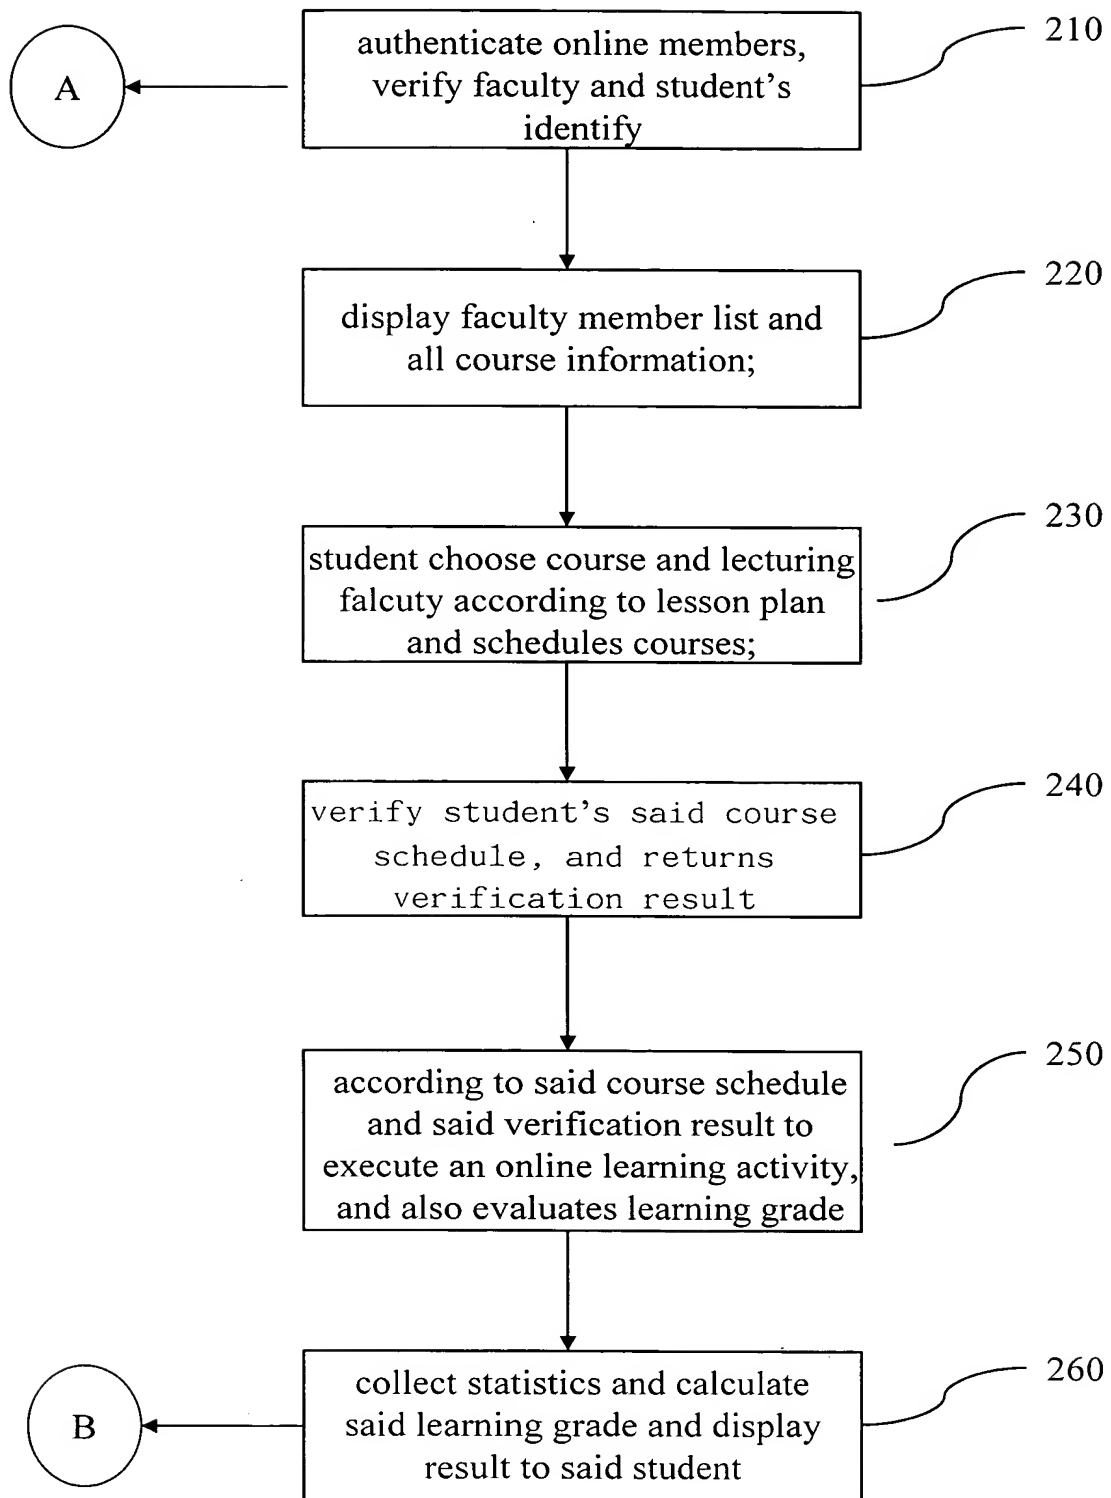 210
authenticate online members,
verify faculty and student's
identify
A
220
display faculty member list and
all course information;
230
student choose course and lecturing
falcuty according to lesson plan
and schedules courses;
240
verify student's said course
schedule, and returns
verification result
250
according to said course schedule
and said verification result to
execute an online learning activity,
and also evaluates learning grade
260
collect statistics and calculate
said learning grade and display
result to said student
B